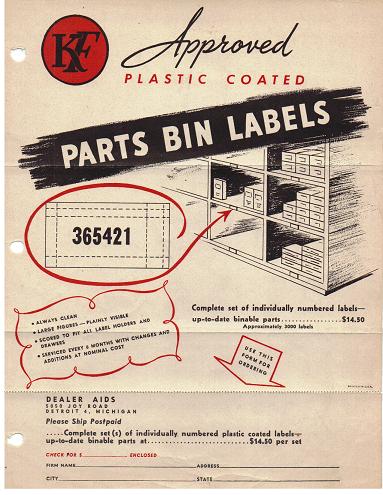 KF
Approved
PLASTIC COATED
PARTS BIN LABELS
365421
• ALWAYS CLEAN
• LARGE FIGURES—PLAINLY VISIBLE
• SCORED TO FIT ALL LABEL HOLDERS AND DRAWERS
• SERVICED EVERY 6 MONTHS WITH CHANGES AND ADDITIONS AT NOMINAL COST
Complete set of individually numbered labels—
up-to-date binable parts..................$14.50
Approximately 3000 labels
USE THIS
FORM FOR
ORDERING
DEALER AIDS
5050 JOY ROAD
DETROIT 4, MICHIGAN
Please Ship Postpaid
........Complete set(s) of individually numbered plastic coated labels—
up-to-date binable parts at..................$14.50 per set
CHECK FOR $ ENCLOSED
FIRM NAME ADDRESS
CITY STATE